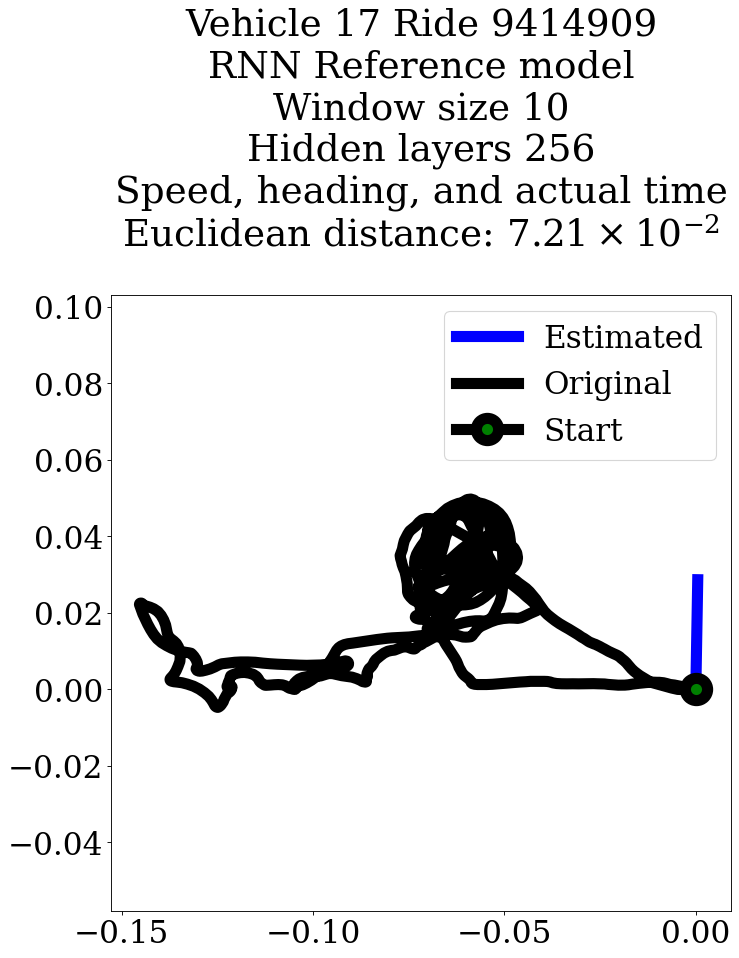 Vehicle 17 Ride 9414909
RNN Reference model
Window size 10
Hidden layers 256
Speed, heading, and actual time
Euclidean distance: 7.21 × 10⁻²
Estimated
Original
Start
0.10
0.08
0.06
0.04
0.02
0.00
−0.02
−0.04
−0.15 −0.10 −0.05 0.00